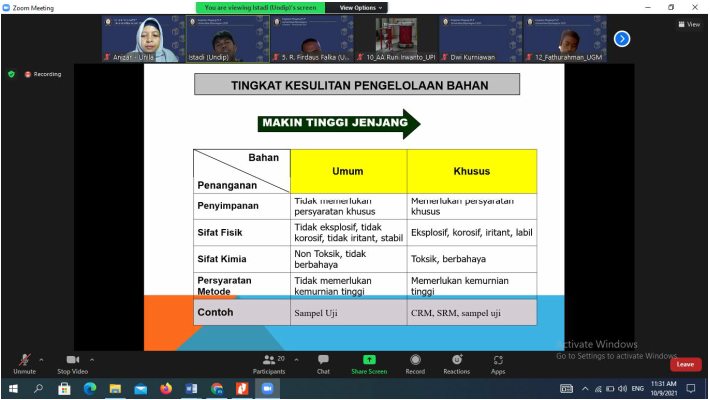 Zoom Meeting
You are viewing Istadi (Undip)'s screen
View Options
View
Recording
Anizar - Unila
Istadi (Undip)
5. R. Firdaus Falka (U...
10_AA Ruri Irwanto_UPI
Dwi Kurniawan
12_Fathurahman_UGM
TINGKAT KESULITAN PENGELOLAAN BAHAN
MAKIN TINGGI JENJANG
Bahan
Penanganan
Umum
Khusus
Penyimpanan
Tidak memerlukan
persyaratan khusus
Memerlukan persyaratan
khusus
Sifat Fisik
Tidak eksplosif, tidak
korosif, tidak iritant, stabil
Eksplosif, korosif, iritant, labil
Sifat Kimia
Non Toksik, tidak
berbahaya
Toksik, berbahaya
Persyaratan
Metode
Tidak memerlukan
kemurnian tinggi
Memerlukan kemurnian
tinggi
Contoh
Sampel Uji
CRM, SRM, sampel uji
Activate Windows
Go to Settings to activate Windows.
Unmute
Stop Video
20
Participants
Chat
Share Screen
Record
Reactions
Apps
Leave
ENG
11:31 AM
10/9/2021